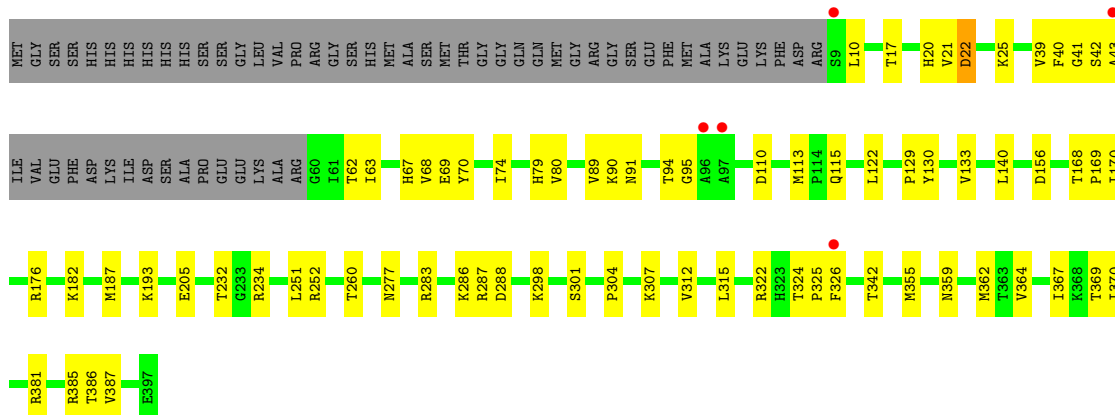 MET GLY SER SER HIS HIS HIS HIS HIS HIS SER SER GLY LEU VAL PRO ARG GLY SER HIS MET ALA SER MET THR GLY GLY GLN GLN MET GLY ARG GLY SER GLU PHE MET ALA LYS GLU LYS PHE ASP ARG S9 L10 T17 H20 V21 D22 K25 V39 F40 G41 S42 A43
ILE VAL GLU PHE ASP LYS ILE ASP SER ALA PRO GLU GLU LYS ALA ARG G60 I61 T62 I63 H67 V68 E69 Y70 I74 H79 V80 V89 K90 N91 T94 G95 A96 A97 D110 M113 P114 Q115 L122 P129 Y130 V133 L140 D156 T168 P169 I170
R176 K182 M187 K193 E205 T232 G233 R234 L251 R252 T260 N277 R283 K286 R287 D288 K298 S301 P304 K307 V312 L315 R322 H323 T324 P325 F326 T342 M355 N359 M362 T363 V364 I367 K368 T369 I370
R381 R385 T386 V387 E397